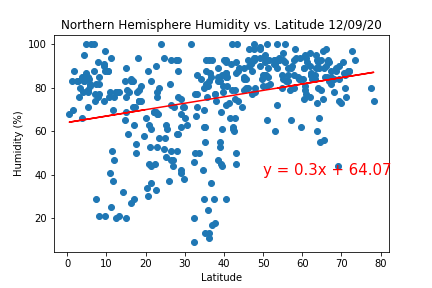 Northern Hemisphere Humidity vs. Latitude 12/09/20
100
80
60
40
20
Humidity (%)
y = 0.3x + 64.07
0 10 20 30 40 50 60 70 80
Latitude